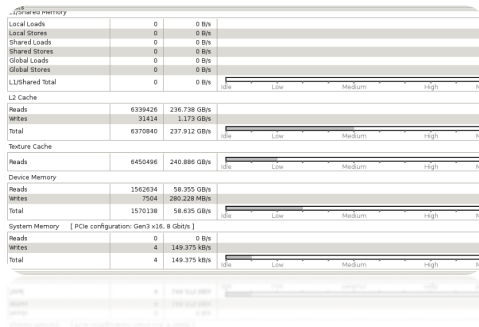 L1/Shared Memory
Local Loads 0 0 B/s
Local Stores 0 0 B/s
Shared Loads 0 0 B/s
Shared Stores 0 0 B/s
Global Loads 0 0 B/s
Global Stores 0 0 B/s
L1/Shared Total 0 0 B/s Idle Low Medium High
L2 Cache
Reads 6339426 236.738 GB/s
Writes 31414 1.173 GB/s
Total 6370840 237.912 GB/s Idle Low Medium High
Texture Cache
Reads 6450496 240.886 GB/s Idle Low Medium High
Device Memory
Reads 1562634 58.355 GB/s
Writes 7504 280.228 MB/s
Total 1570138 58.635 GB/s Idle Low Medium High
System Memory [ PCIe configuration: Gen3 x16, 8 Gbit/s ]
Reads 0 0 B/s
Writes 4 149.375 kB/s
Total 4 149.375 kB/s Idle Low Medium High